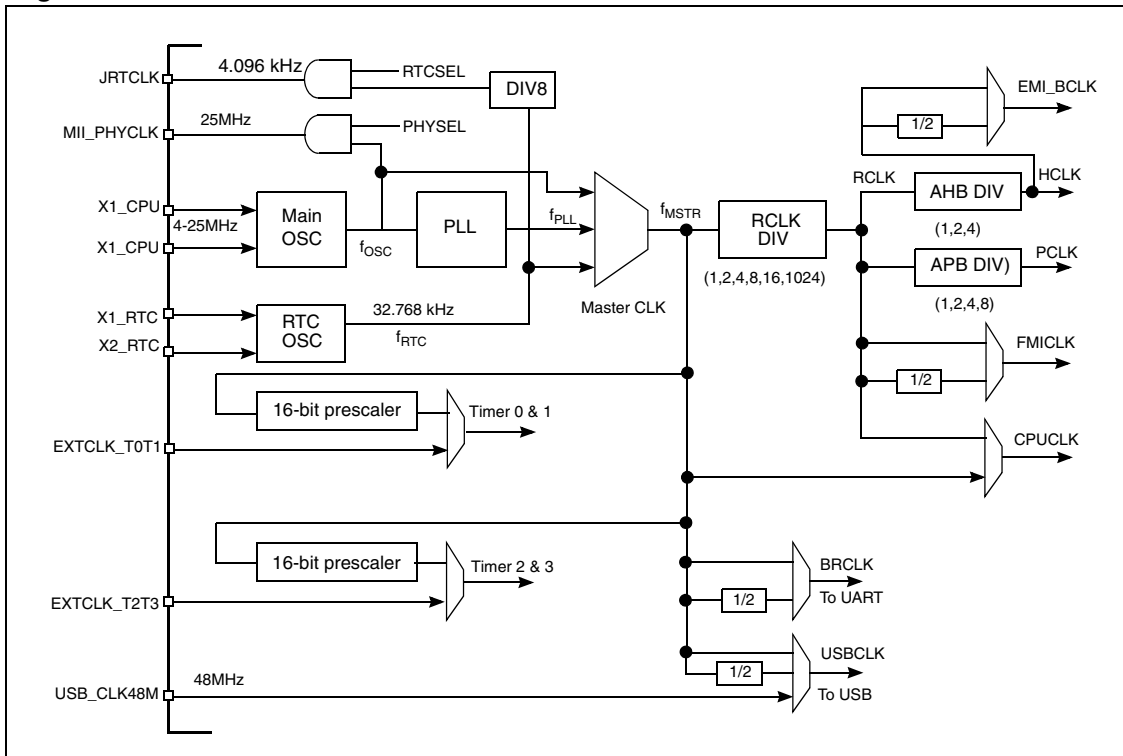 JRTCLK
4.096 kHz
RTCSEL
DIV8
EMI_BCLK
MII_PHYCLK
25MHz
PHYSEL
1/2
X1_CPU
4-25MHz
X1_CPU
Main
OSC
fOSC
PLL
fPLL
Master CLK
fMSTR
RCLK
DIV
(1,2,4,8,16,1024)
RCLK
AHB DIV
(1,2,4)
HCLK
APB DIV)
(1,2,4,8)
PCLK
X1_RTC
X2_RTC
RTC
OSC
32.768 kHz
fRTC
FMICLK
1/2
16-bit prescaler
Timer 0 & 1
EXTCLK_T0T1
CPUCLK
16-bit prescaler
Timer 2 & 3
EXTCLK_T2T3
BRCLK
1/2
To UART
USB_CLK48M
48MHz
USBCLK
1/2
To USB